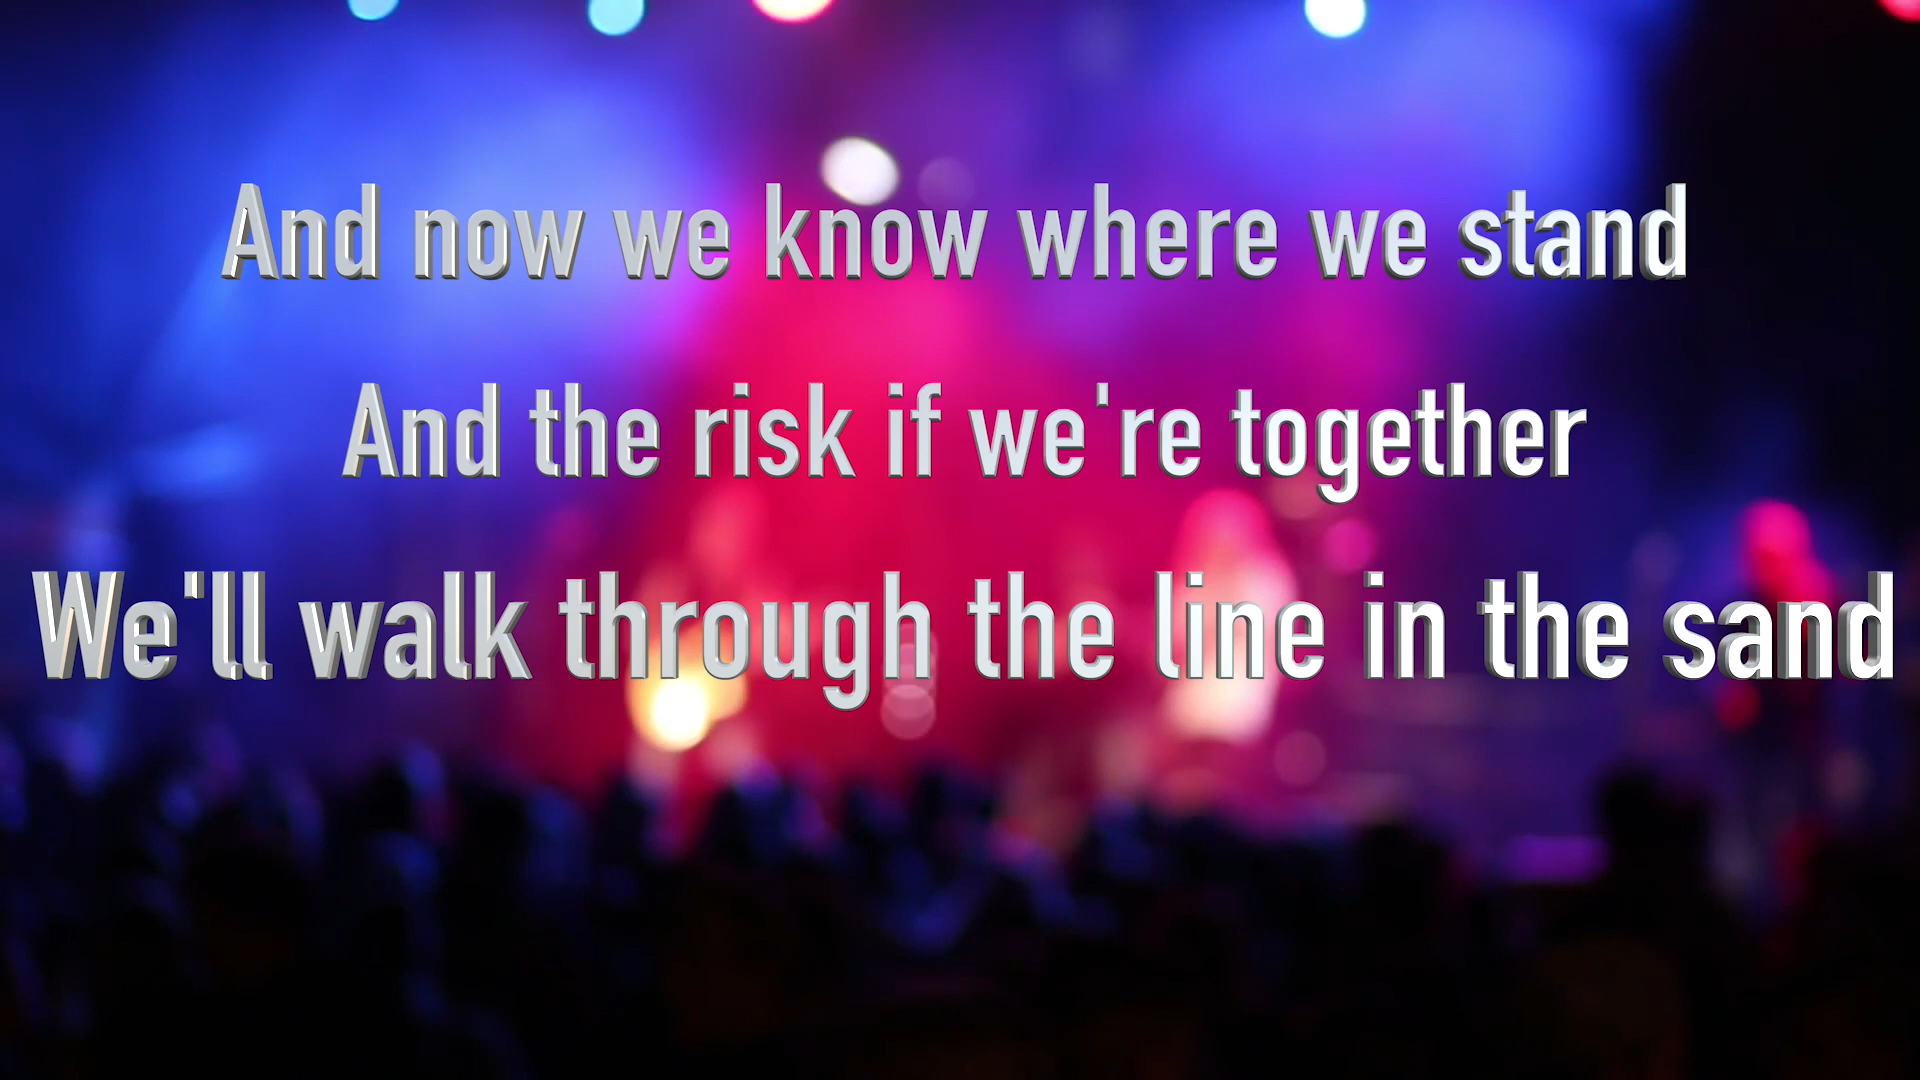 And now we know where we stand
And the risk if we're together
We'll walk through the line in the sand